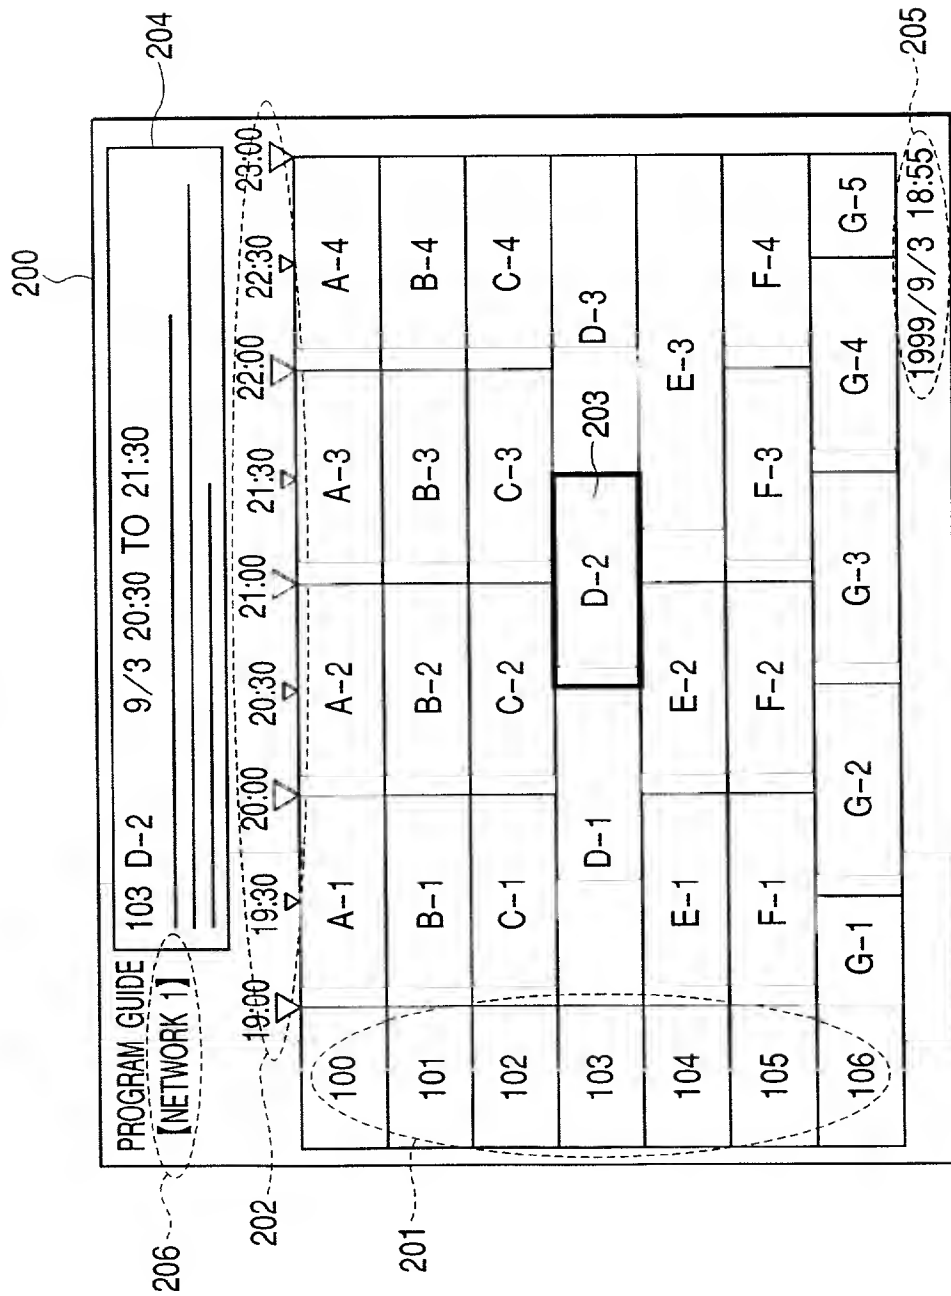 200
204
PROGRAM GUIDE
【NETWORK 1】
103 D-2 9/3 20:30 TO 21:30
206
202
19:00 19:30 20:00 20:30 21:00 21:30 22:00 22:30 23:00
100 A-1 A-2 A-3 A-4
101 B-1 B-2 B-3 B-4
102 C-1 C-2 C-3 C-4
103 D-1 D-2 203 D-3
104 E-1 E-2 E-3
105 F-1 F-2 F-3 F-4
106 G-1 G-2 G-3 G-4 G-5
201
1999/9/3 18:55
205